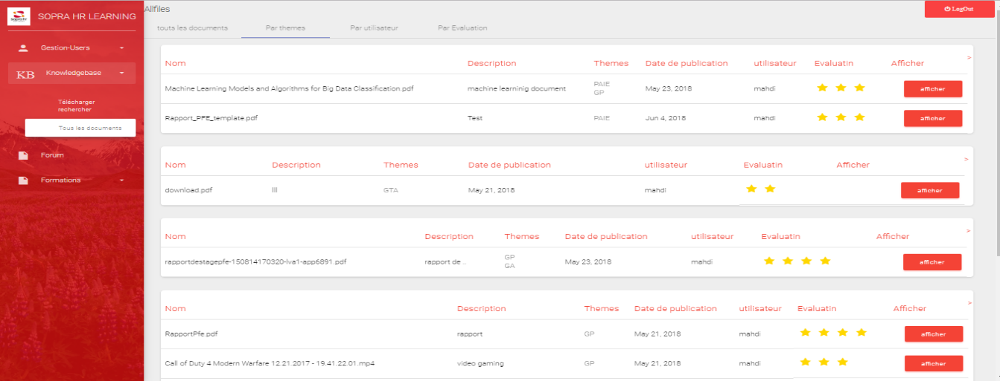 sopra hr
SOPRA HR LEARNING
Gestion-Users
KB Knowledgebase
Télécharger
rechercher
Tous les documents
Forum
Formations
Allfiles
LogOut
touts les documents Par themes Par utilisateur Par Evaluation
>
Nom Description Themes Date de publication utilisateur Evaluatin Afficher
Machine Learning Models and Algorithms for Big Data Classification.pdf machine learninig document PAIE GP May 23, 2018 mahdi afficher
Rapport_PFE_template.pdf Test PAIE Jun 4, 2018 mahdi afficher
>
Nom Description Themes Date de publication utilisateur Evaluatin Afficher
download.pdf lll GTA May 21, 2018 mahdi afficher
>
Nom Description Themes Date de publication utilisateur Evaluatin Afficher
rapportdestagepfe-150814170320-lva1-app6891.pdf rapport de .. GP GA May 23, 2018 mahdi afficher
>
Nom Description Themes Date de publication utilisateur Evaluatin Afficher
RapportPfe.pdf rapport GP May 21, 2018 mahdi afficher
Call of Duty 4 Modern Warfare 12.21.2017 - 19.41.22.01.mp4 video gaming GP May 21, 2018 mahdi afficher